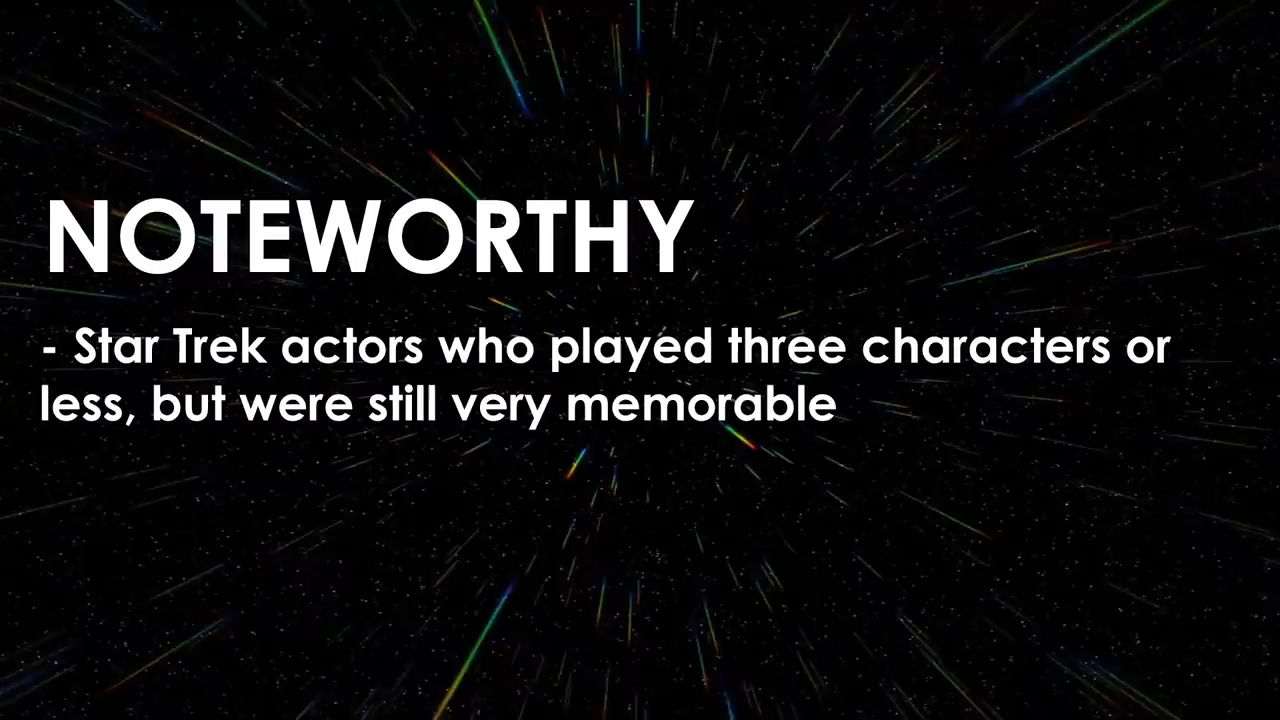 NOTEWORTHY
- Star Trek actors who played three characters or
less, but were still very memorable